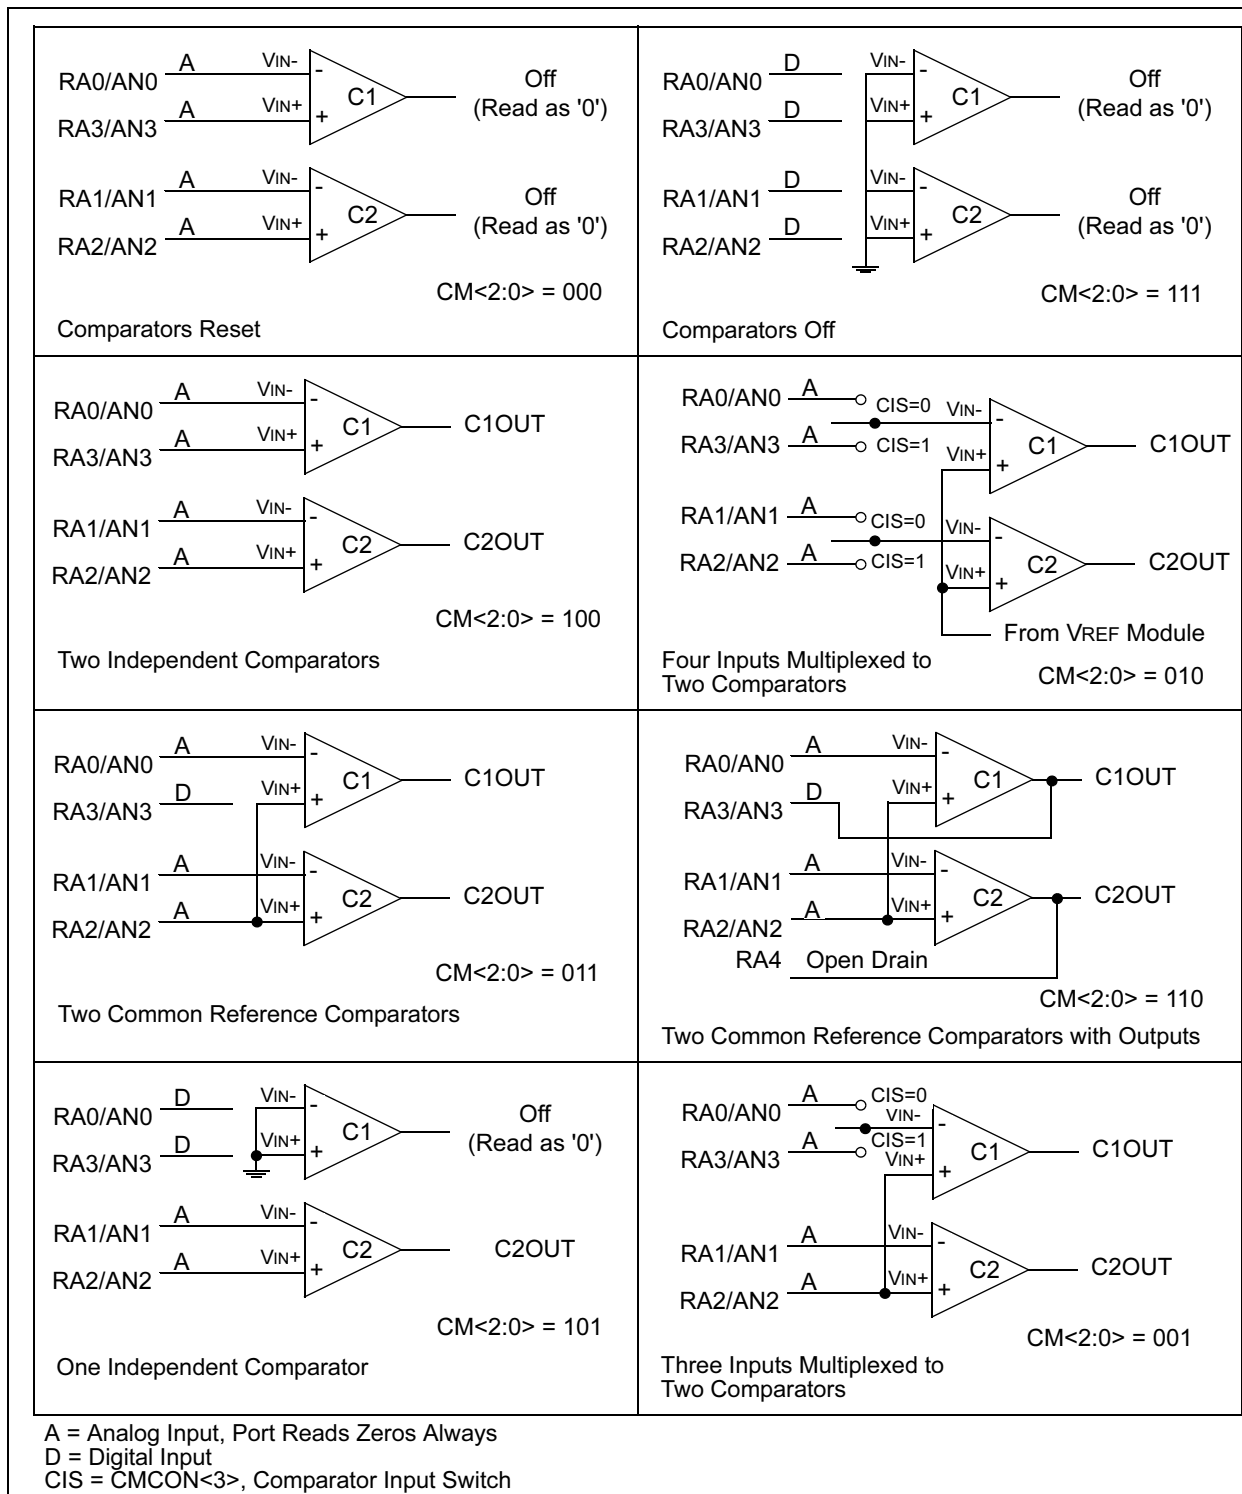 RA0/AN0 A VIN- - C1 Off
RA3/AN3 A VIN+ + (Read as '0')
RA1/AN1 A VIN- - C2 Off
RA2/AN2 A VIN+ + (Read as '0')
CM<2:0> = 000
Comparators Reset
RA0/AN0 D VIN- - C1 Off
RA3/AN3 D VIN+ + (Read as '0')
RA1/AN1 D VIN- - C2 Off
RA2/AN2 D VIN+ + (Read as '0')
CM<2:0> = 111
Comparators Off
RA0/AN0 A VIN- - C1 C1OUT
RA3/AN3 A VIN+ +
RA1/AN1 A VIN- - C2 C2OUT
RA2/AN2 A VIN+ +
CM<2:0> = 100
Two Independent Comparators
RA0/AN0 A CIS=0 VIN- - C1 C1OUT
RA3/AN3 A CIS=1 VIN+ +
RA1/AN1 A CIS=0 VIN- - C2 C2OUT
RA2/AN2 A CIS=1 VIN+ +
From VREF Module
Four Inputs Multiplexed to
Two Comparators
CM<2:0> = 010
RA0/AN0 A VIN- - C1 C1OUT
RA3/AN3 D VIN+ +
RA1/AN1 A VIN- - C2 C2OUT
RA2/AN2 A VIN+ +
CM<2:0> = 011
Two Common Reference Comparators
RA0/AN0 A VIN- - C1 C1OUT
RA3/AN3 D VIN+ +
RA1/AN1 A VIN- - C2 C2OUT
RA2/AN2 A VIN+ +
RA4 Open Drain
CM<2:0> = 110
Two Common Reference Comparators with Outputs
RA0/AN0 D VIN- - C1 Off
RA3/AN3 D VIN+ + (Read as '0')
RA1/AN1 A VIN- - C2 C2OUT
RA2/AN2 A VIN+ +
CM<2:0> = 101
One Independent Comparator
RA0/AN0 A CIS=0 VIN- - C1 C1OUT
RA3/AN3 A CIS=1 VIN+ +
RA1/AN1 A VIN- - C2 C2OUT
RA2/AN2 A VIN+ +
CM<2:0> = 001
Three Inputs Multiplexed to
Two Comparators
A = Analog Input, Port Reads Zeros Always
D = Digital Input
CIS = CMCON<3>, Comparator Input Switch